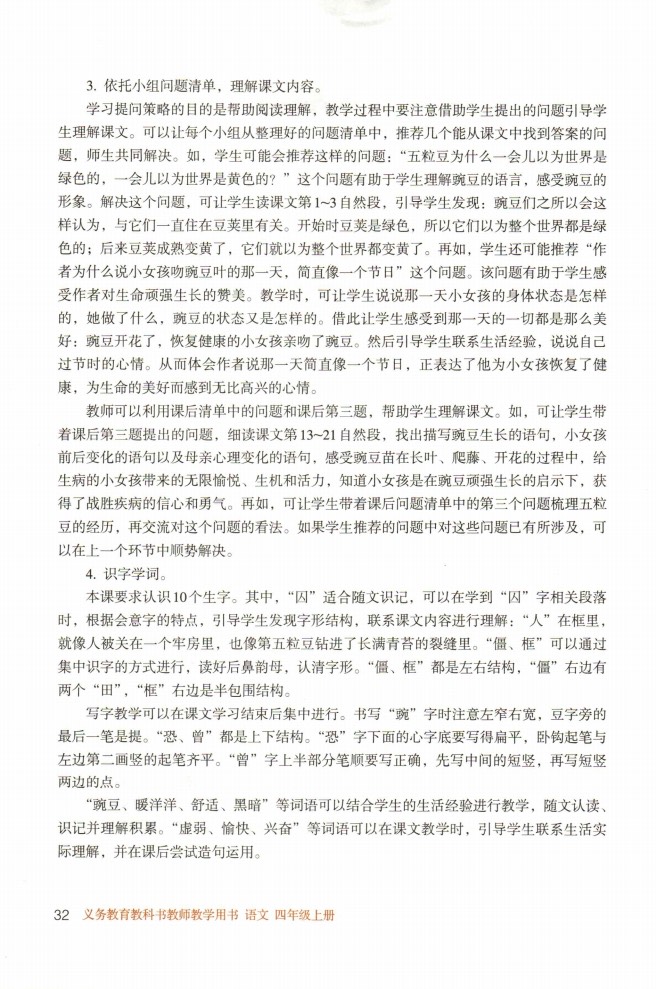 3. 依托小组问题清单，理解课文内容。
学习提问策略的目的是帮助阅读理解，教学过程中要注意借助学生提出的问题引导学
生理解课文。可以让每个小组从整理好的问题清单中，推荐几个能从课文中找到答案的问
题，师生共同解决。如，学生可能会推荐这样的问题：“五粒豆为什么一会儿以为世界是
绿色的，一会儿以为世界是黄色的？”这个问题有助于学生理解豌豆的语言，感受豌豆的
形象。解决这个问题，可让学生读课文第1~3自然段，引导学生发现：豌豆们之所以会这
样认为，与它们一直住在豆荚里有关。开始时豆荚是绿色，所以它们以为整个世界都是绿
色的；后来豆荚成熟变黄了，它们就以为整个世界都变黄了。再如，学生还可能推荐“作
者为什么说小女孩吻豌豆叶的那一天，简直像一个节日”这个问题。该问题有助于学生感
受作者对生命顽强生长的赞美。教学时，可让学生说说那一天小女孩的身体状态是怎样
的，她做了什么，豌豆的状态又是怎样的。借此让学生感受到那一天的一切都是那么美
好：豌豆开花了，恢复健康的小女孩亲吻了豌豆。然后引导学生联系生活经验，说说自己
过节时的心情。从而体会作者说那一天简直像一个节日，正表达了他为小女孩恢复了健
康，为生命的美好而感到无比高兴的心情。
教师可以利用课后清单中的问题和课后第三题，帮助学生理解课文。如，可让学生带
着课后第三题提出的问题，细读课文第13~21自然段，找出描写豌豆生长的语句，小女孩
前后变化的语句以及母亲心理变化的语句，感受豌豆苗在长叶、爬藤、开花的过程中，给
生病的小女孩带来的无限愉悦、生机和活力，知道小女孩是在豌豆顽强生长的启示下，获
得了战胜疾病的信心和勇气。再如，可让学生带着课后问题清单中的第三个问题梳理五粒
豆的经历，再交流对这个问题的看法。如果学生推荐的问题中对这些问题已有所涉及，可
以在上一个环节中顺势解决。
4. 识字学词。
本课要求认识10个生字。其中，“囚”适合随文识记，可以在学到“囚”字相关段落
时，根据会意字的特点，引导学生发现字形结构，联系课文内容进行理解：“人”在框里，
就像人被关在一个牢房里，也像第五粒豆钻进了长满青苔的裂缝里。“僵、框”可以通过
集中识字的方式进行，读好后鼻韵母，认清字形。“僵、框”都是左右结构，“僵”右边有
两个“田”，“框”右边是半包围结构。
写字教学可以在课文学习结束后集中进行。书写“豌”字时注意左窄右宽，豆字旁的
最后一笔是提。“恐、曾”都是上下结构。“恐”字下面的心字底要写得扁平，卧钩起笔与
左边第二画竖的起笔齐平。“曾”字上半部分笔顺要写正确，先写中间的短竖，再写短竖
两边的点。
“豌豆、暖洋洋、舒适、黑暗”等词语可以结合学生的生活经验进行教学，随文认读、
识记并理解积累。“虚弱、愉快、兴奋”等词语可以在课文教学时，引导学生联系生活实
际理解，并在课后尝试造句运用。
32 义务教育教科书教师教学用书 语文 四年级上册